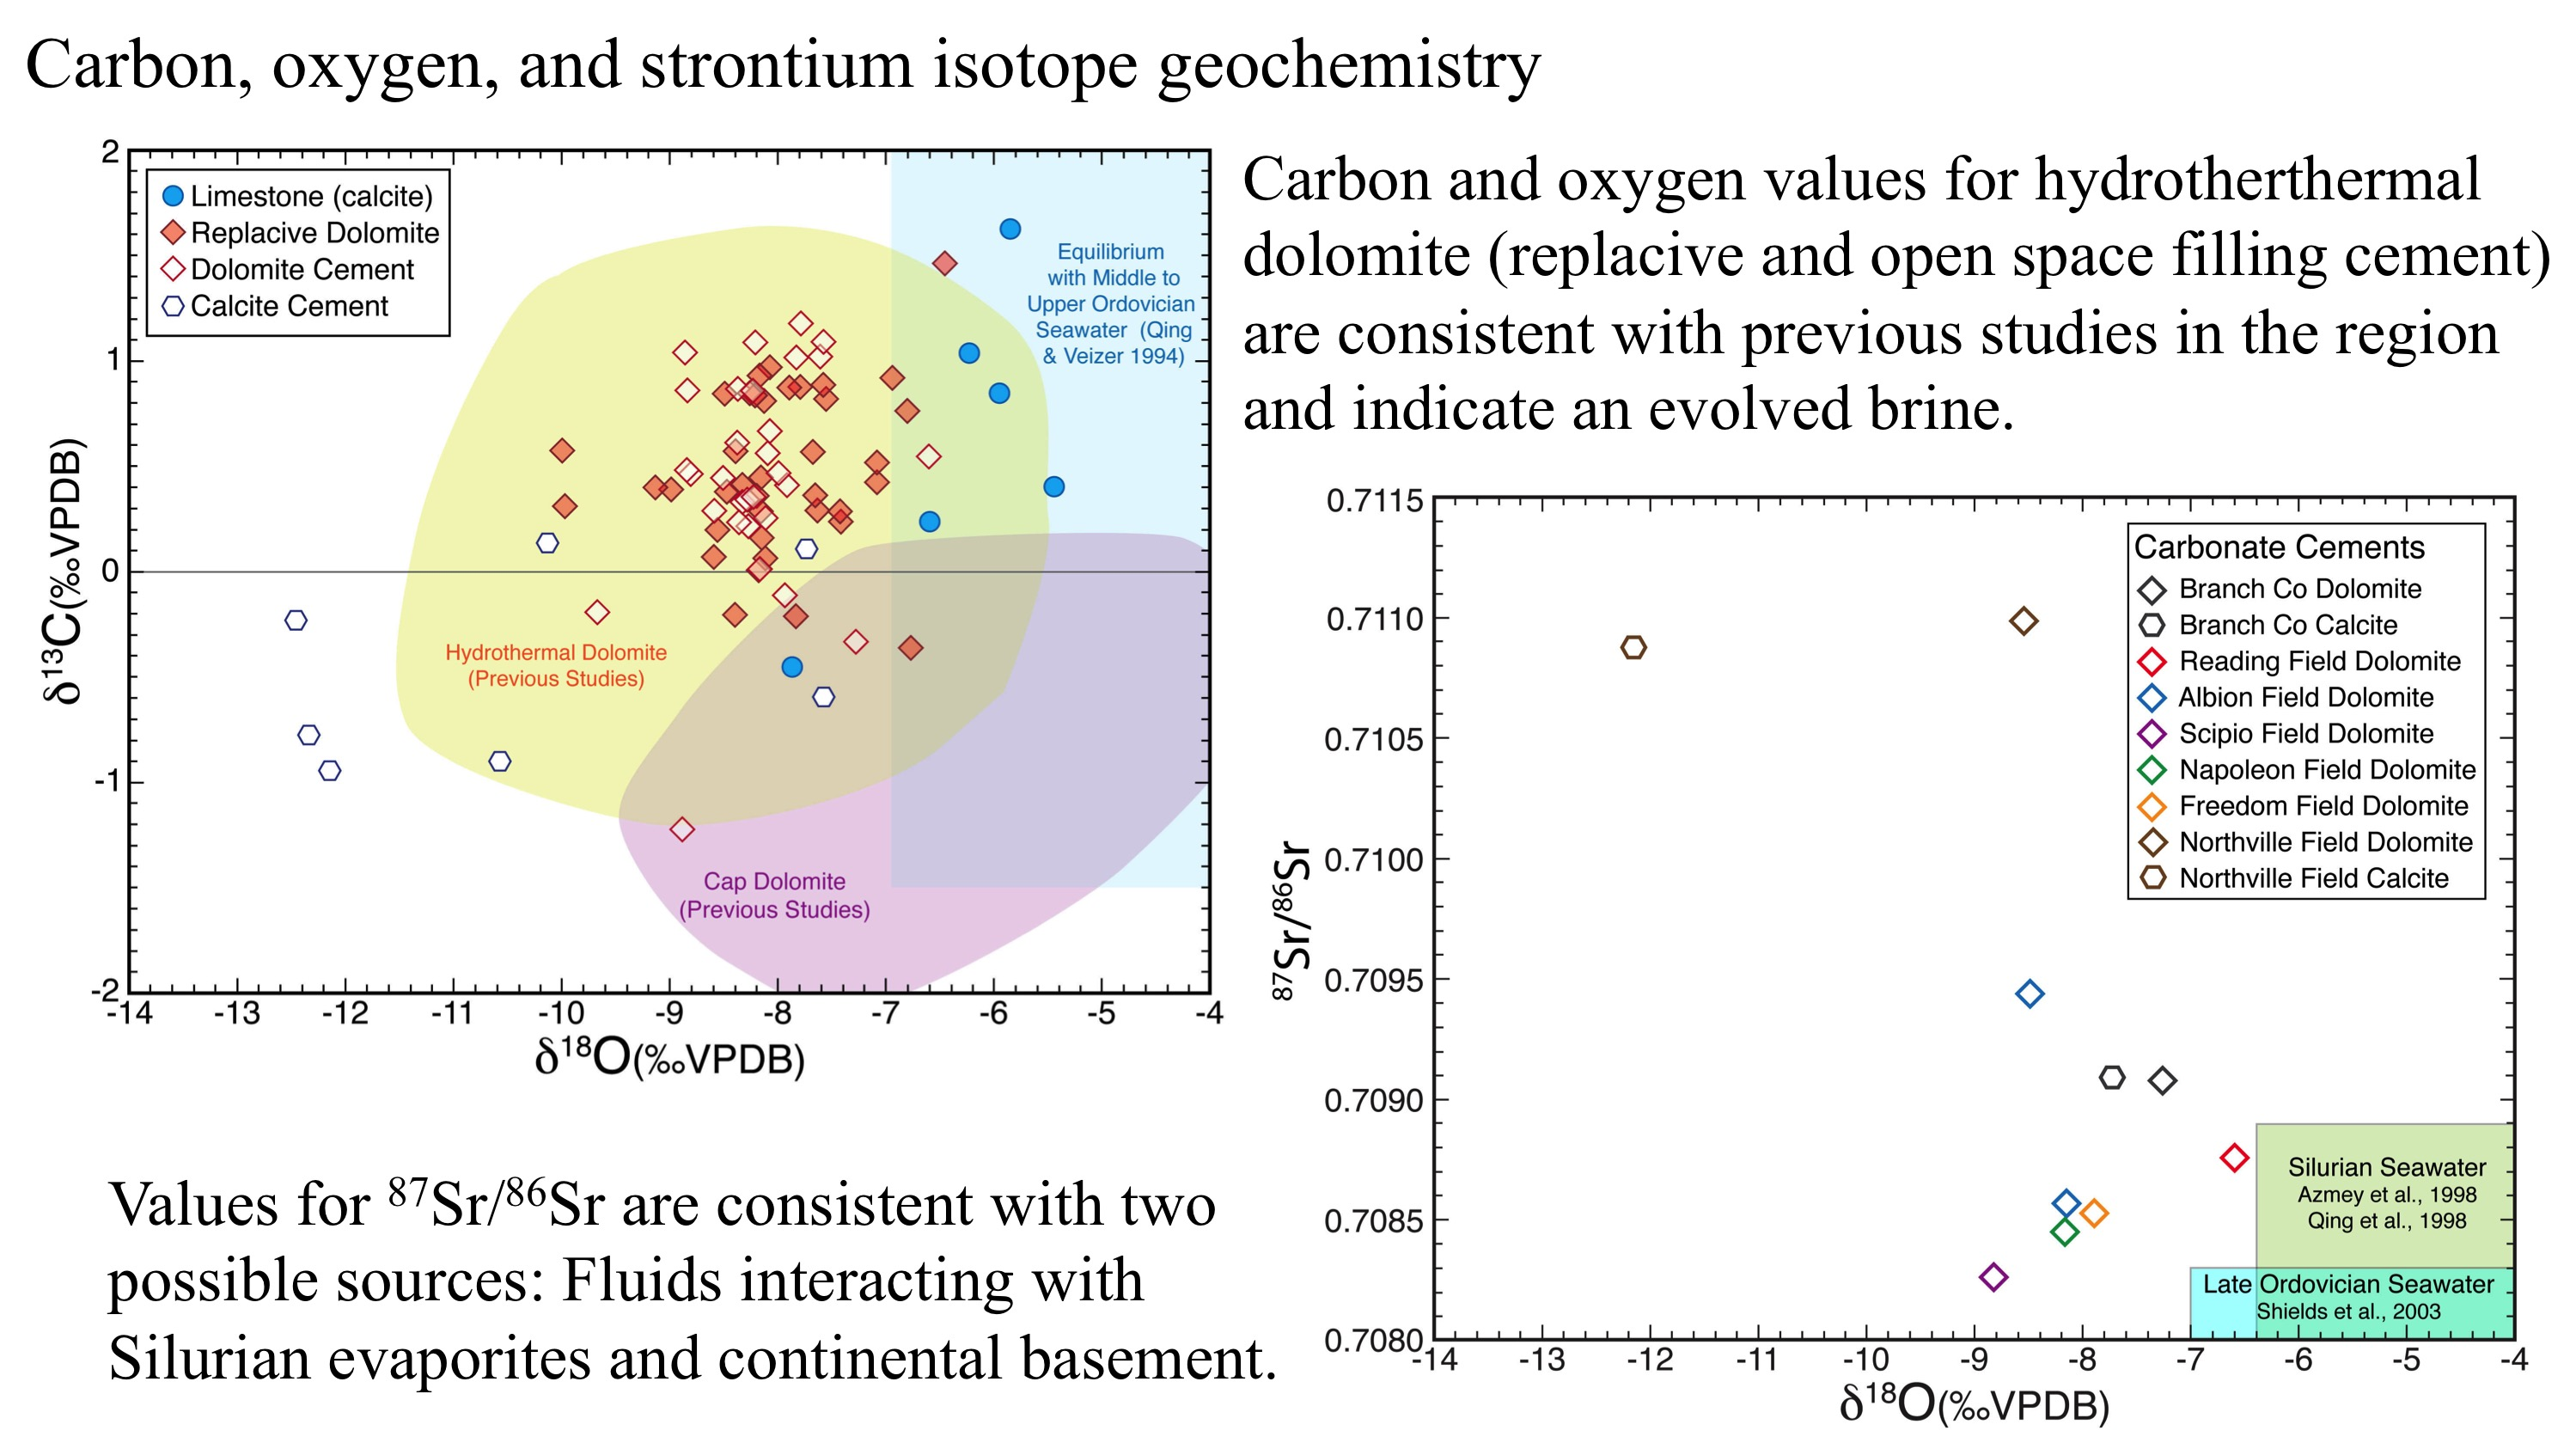 Carbon, oxygen, and strontium isotope geochemistry
2
1
0
-1
-2
δ13C(‰VPDB)
Limestone (calcite)
Replacive Dolomite
Dolomite Cement
Calcite Cement
Equilibrium
with Middle to
Upper Ordovician
Seawater (Qing
& Veizer 1994)
Hydrothermal Dolomite
(Previous Studies)
Cap Dolomite
(Previous Studies)
-14 -13 -12 -11 -10 -9 -8 -7 -6 -5 -4
δ18O(‰VPDB)
Carbon and oxygen values for hydrotherthermal
dolomite (replacive and open space filling cement)
are consistent with previous studies in the region
and indicate an evolved brine.
Values for 87Sr/86Sr are consistent with two
possible sources: Fluids interacting with
Silurian evaporites and continental basement.
0.7115
0.7110
0.7105
0.7100
0.7095
0.7090
0.7085
0.7080
87Sr/86Sr
Carbonate Cements
Branch Co Dolomite
Branch Co Calcite
Reading Field Dolomite
Albion Field Dolomite
Scipio Field Dolomite
Napoleon Field Dolomite
Freedom Field Dolomite
Northville Field Dolomite
Northville Field Calcite
Silurian Seawater
Azmey et al., 1998
Qing et al., 1998
Late Ordovician Seawater
Shields et al., 2003
-14 -13 -12 -11 -10 -9 -8 -7 -6 -5 -4
δ18O(‰VPDB)